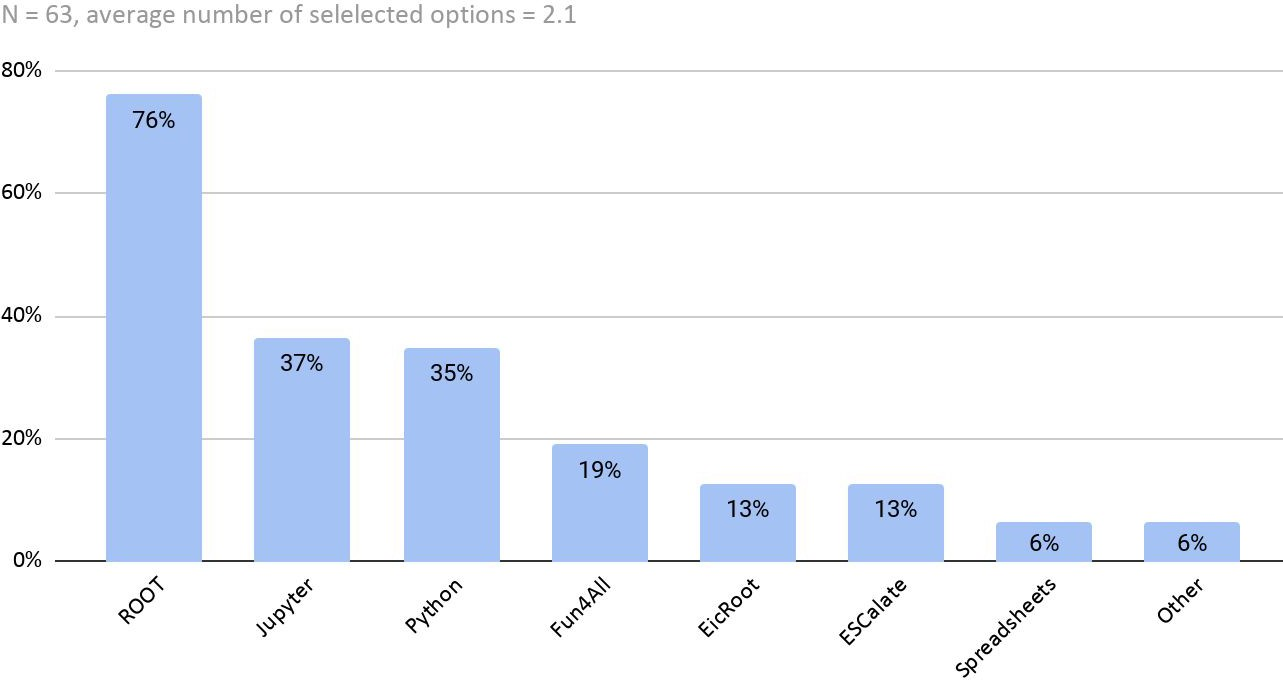 N = 63, average number of selelected options = 2.1
80%
60%
40%
20%
0%
76%
37%
35%
19%
13%
13%
6%
6%
ROOT
Jupyter
Python
Fun4All
EicRoot
ESCalate
Spreadsheets
Other